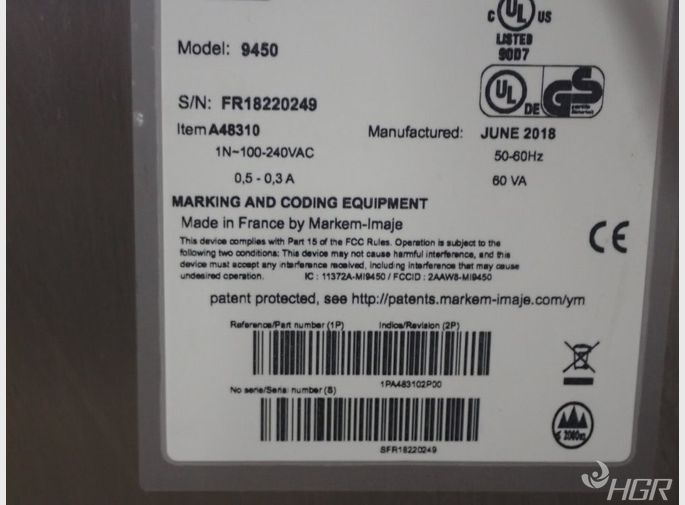 c UL US
LISTED
90D7
Model: 9450
UL DE GS
S/N: FR18220249
Item A48310
Manufactured: JUNE 2018
1N~100-240VAC
50-60Hz
0,5 - 0,3 A
60 VA
MARKING AND CODING EQUIPMENT
Made in France by Markem-Imaje
CE
This device complies with Part 15 of the FCC Rules. Operation is subject to the
following two conditions: This device may not cause harmful interference, and this
device must accept any interference received, including interference that may cause
undesired operation. IC : 11372A-MI9450 / FCCID : 2AAW8-MI9450
patent protected, see http://patents.markem-imaje.com/ym
Reference/Part number (1P) Indice/Revision (2P)
1PA483102P00
No serie/Serial number (S)
SFR18220249
HGR